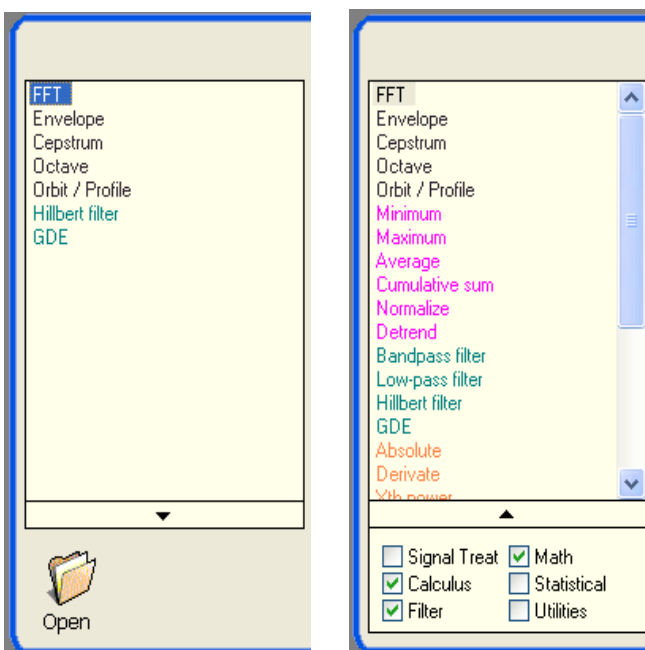 FFT
Envelope
Cepstrum
Octave
Orbit / Profile
Hillbert filter
GDE
Open
FFT
Envelope
Cepstrum
Octave
Orbit / Profile
Minimum
Maximum
Average
Cumulative sum
Normalize
Detrend
Bandpass filter
Low-pass filter
Hillbert filter
GDE
Absolute
Derivate
Xth power
Signal Treat Math
Calculus Statistical
Filter Utilities